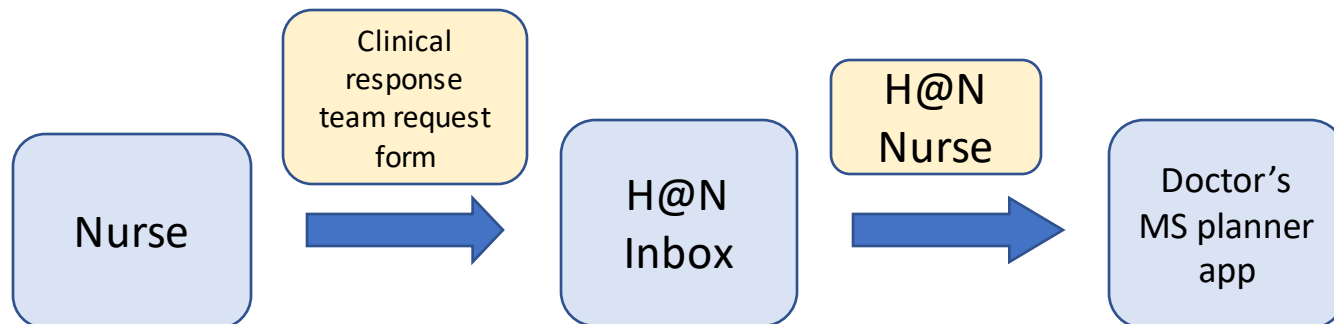 Nurse
Clinical
response
team request
form
H@N
Inbox
H@N
Nurse
Doctor’s
MS planner
app